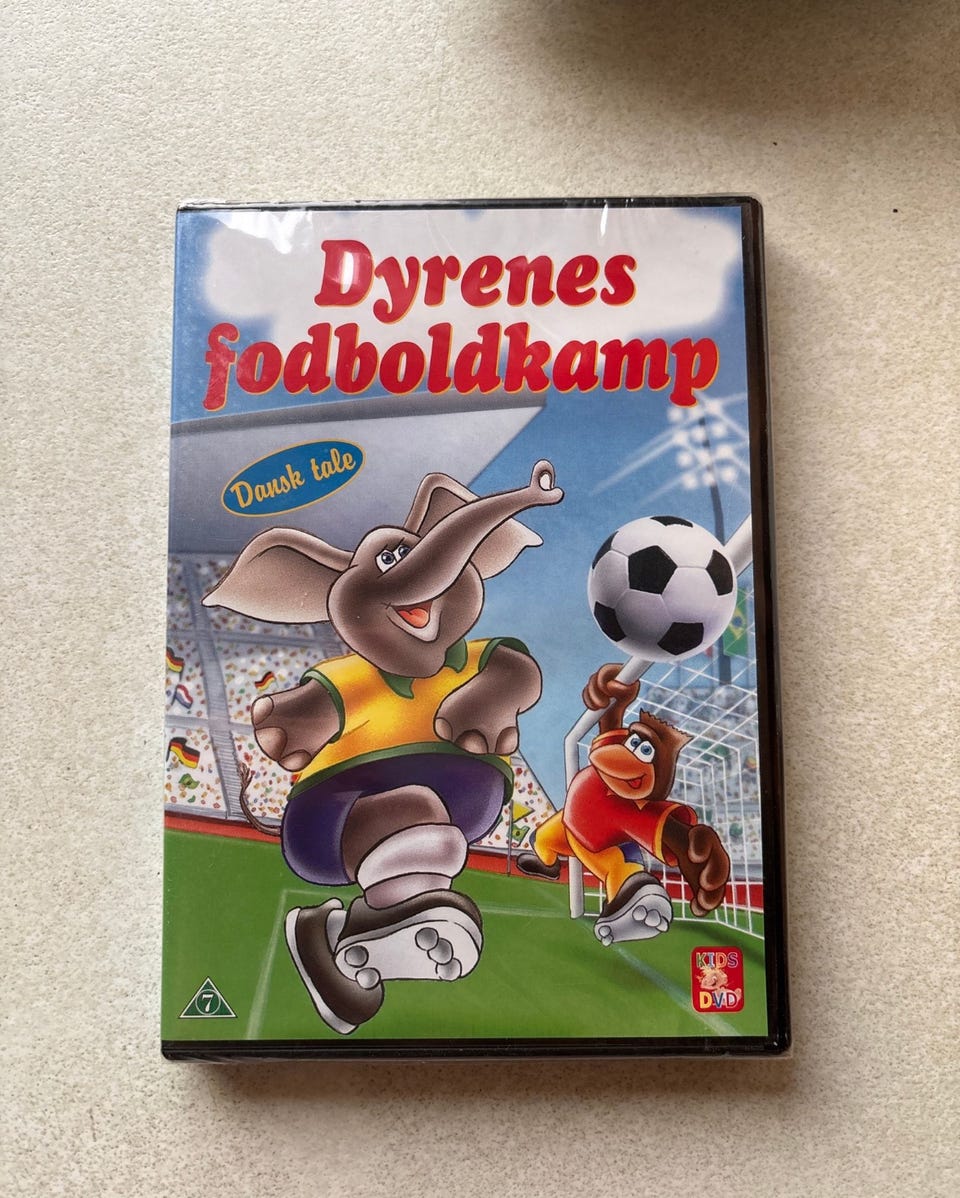 Dyrenes
fodboldkamp
Dansk tale
7
KIDS
DVD